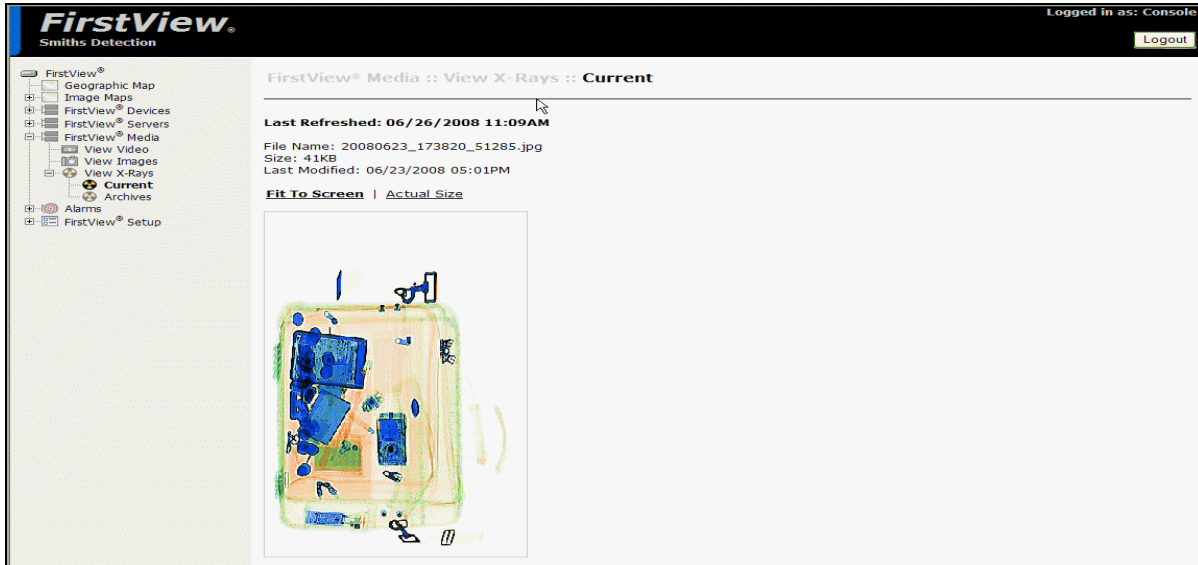 FirstView®
Smiths Detection
Logged in as: Console
Logout
FirstView®
Geographic Map
Image Maps
FirstView® Devices
FirstView® Servers
FirstView® Media
View Video
View Images
View X-Rays
Current
Archives
Alarms
FirstView® Setup
FirstView® Media :: View X-Rays :: Current
Last Refreshed: 06/26/2008 11:09AM
File Name: 20080623_173820_51285.jpg
Size: 41KB
Last Modified: 06/23/2008 05:01PM
Fit To Screen | Actual Size